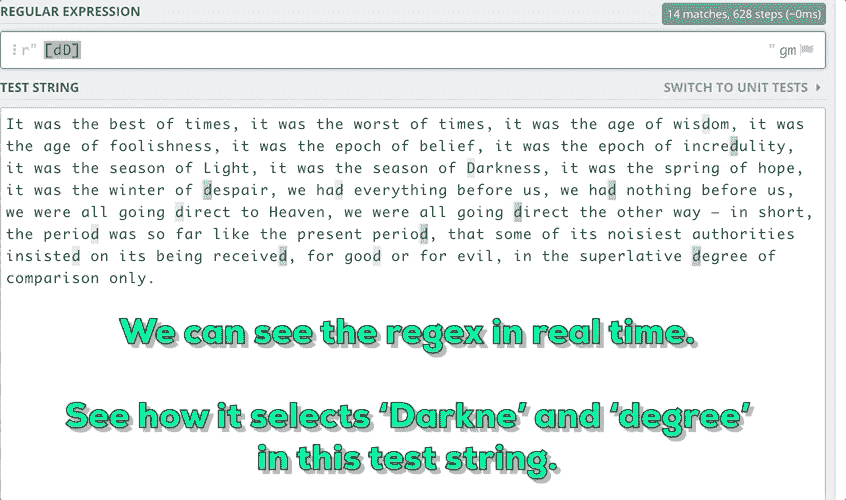 REGULAR EXPRESSION
14 matches, 628 steps (~0ms)
r" [dD] " gm
TEST STRING
SWITCH TO UNIT TESTS
It was the best of times, it was the worst of times, it was the age of wisdom, it was
the age of foolishness, it was the epoch of belief, it was the epoch of incredulity,
it was the season of Light, it was the season of Darkness, it was the spring of hope,
it was the winter of despair, we had everything before us, we had nothing before us,
we were all going direct to Heaven, we were all going direct the other way – in short,
the period was so far like the present period, that some of its noisiest authorities
insisted on its being received, for good or for evil, in the superlative degree of
comparison only.
We can see the regex in real time.
See how it selects ‘Darkne’ and ‘degree’
in this test string.